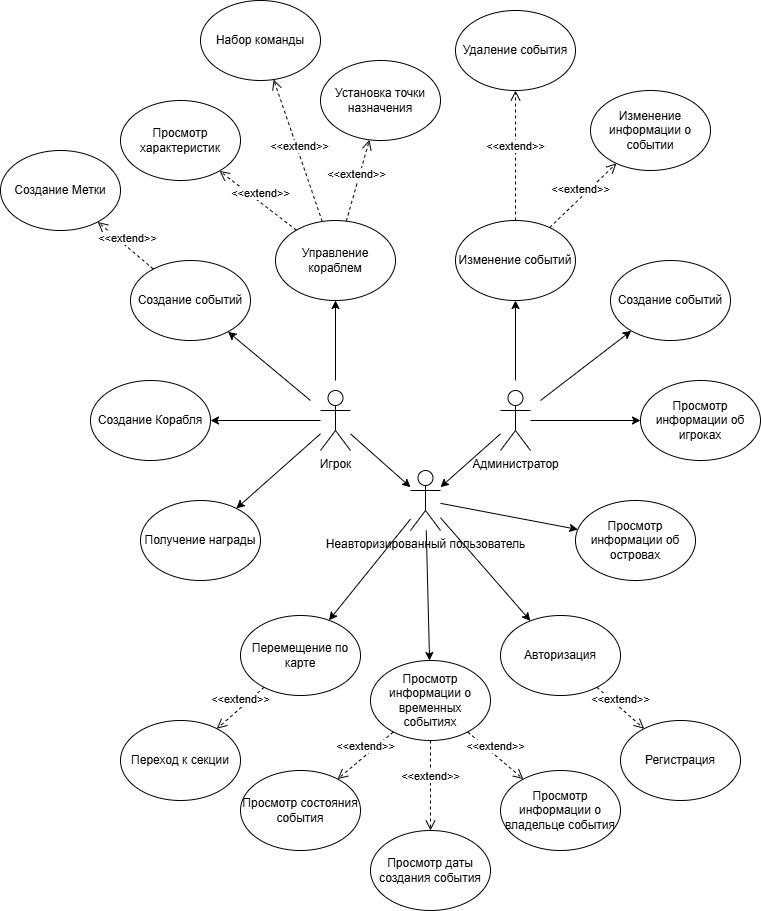 Набор команды
Удаление события
Установка точки
назначения
Изменение
информации о
событии
Просмотр
характеристик
<<extend>>
<<extend>>
Создание Метки
<<extend>>
<<extend>>
<<extend>>
<<extend>>
Управление
кораблем
Изменение событий
Создание событий
Создание событий
Создание Корабля
Просмотр
информации об
игроках
Игрок
Администратор
Получение награды
Просмотр
информации об
островах
Неавторизированный пользователь
Перемещение по
карте
Авторизация
Просмотр
информации о
временных
событиях
<<extend>>
<<extend>>
Переход к секции
<<extend>>
<<extend>>
Регистрация
<<extend>>
Просмотр состояния
события
Просмотр
информации о
владельце события
Просмотр даты
создания события